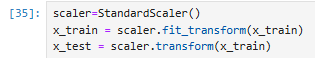 [35]: scaler=StandardScaler()
x_train = scaler.fit_transform(x_train)
x_test = scaler.transform(x_train)